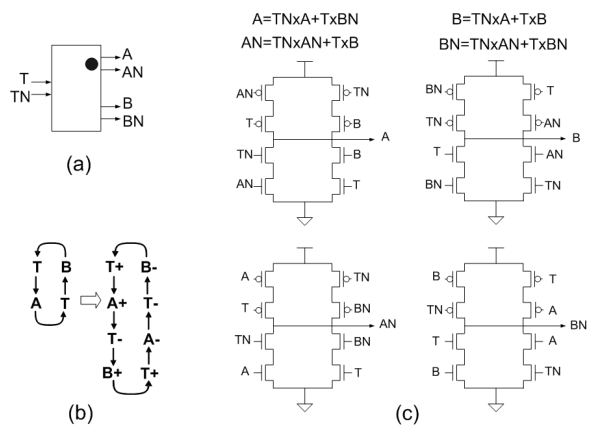 A=TNxA+TxBN
AN=TNxAN+TxB
B=TNxA+TxB
BN=TNxAN+TxBN
T
TN
A
AN
B
BN
(a)
AN
TN
T
B
A
TN
B
AN
T
BN
T
TN
AN
B
T
AN
BN
TN
T B
A T
T+ B-
A+ T-
T- A-
B+ T+
(b)
A
TN
T
BN
AN
TN
BN
A
T
B
T
TN
A
BN
T
A
B
TN
(c)